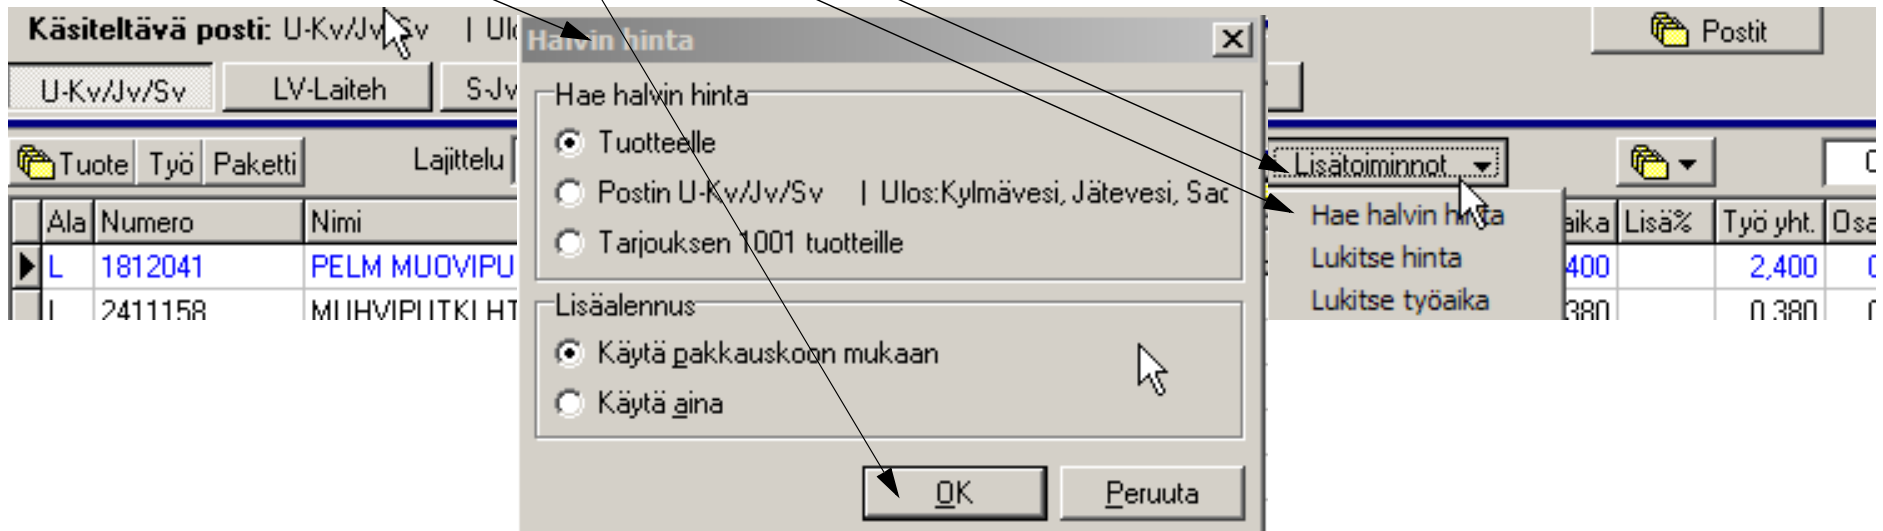 Käsiteltävä posti: U-Kv/Jv/Sv | Postit
U-Kv/Jv/Sv LV-Laiteh
Tuote Työ Paketti Lajittelu
Ala Numero Nimi
L 1812041 PELM MUOVIPU
L 2411158 MUHVIPUTKI HT
Halvin hinta
Hae halvin hinta
Tuotteelle
Postin U-Kv/Jv/Sv | Ulos:Kylmävesi, Jätevesi, Sad
Tarjouksen 1001 tuotteille
Lisäalennus
Käytä pakkauskoon mukaan
Käytä aina
OK Peruuta
Lisätoiminnot
Hae halvin hinta
Lukitse hinta
Lukitse työaika
aika Lisä% Työ yht. Osa
400 2,400
380 0,380